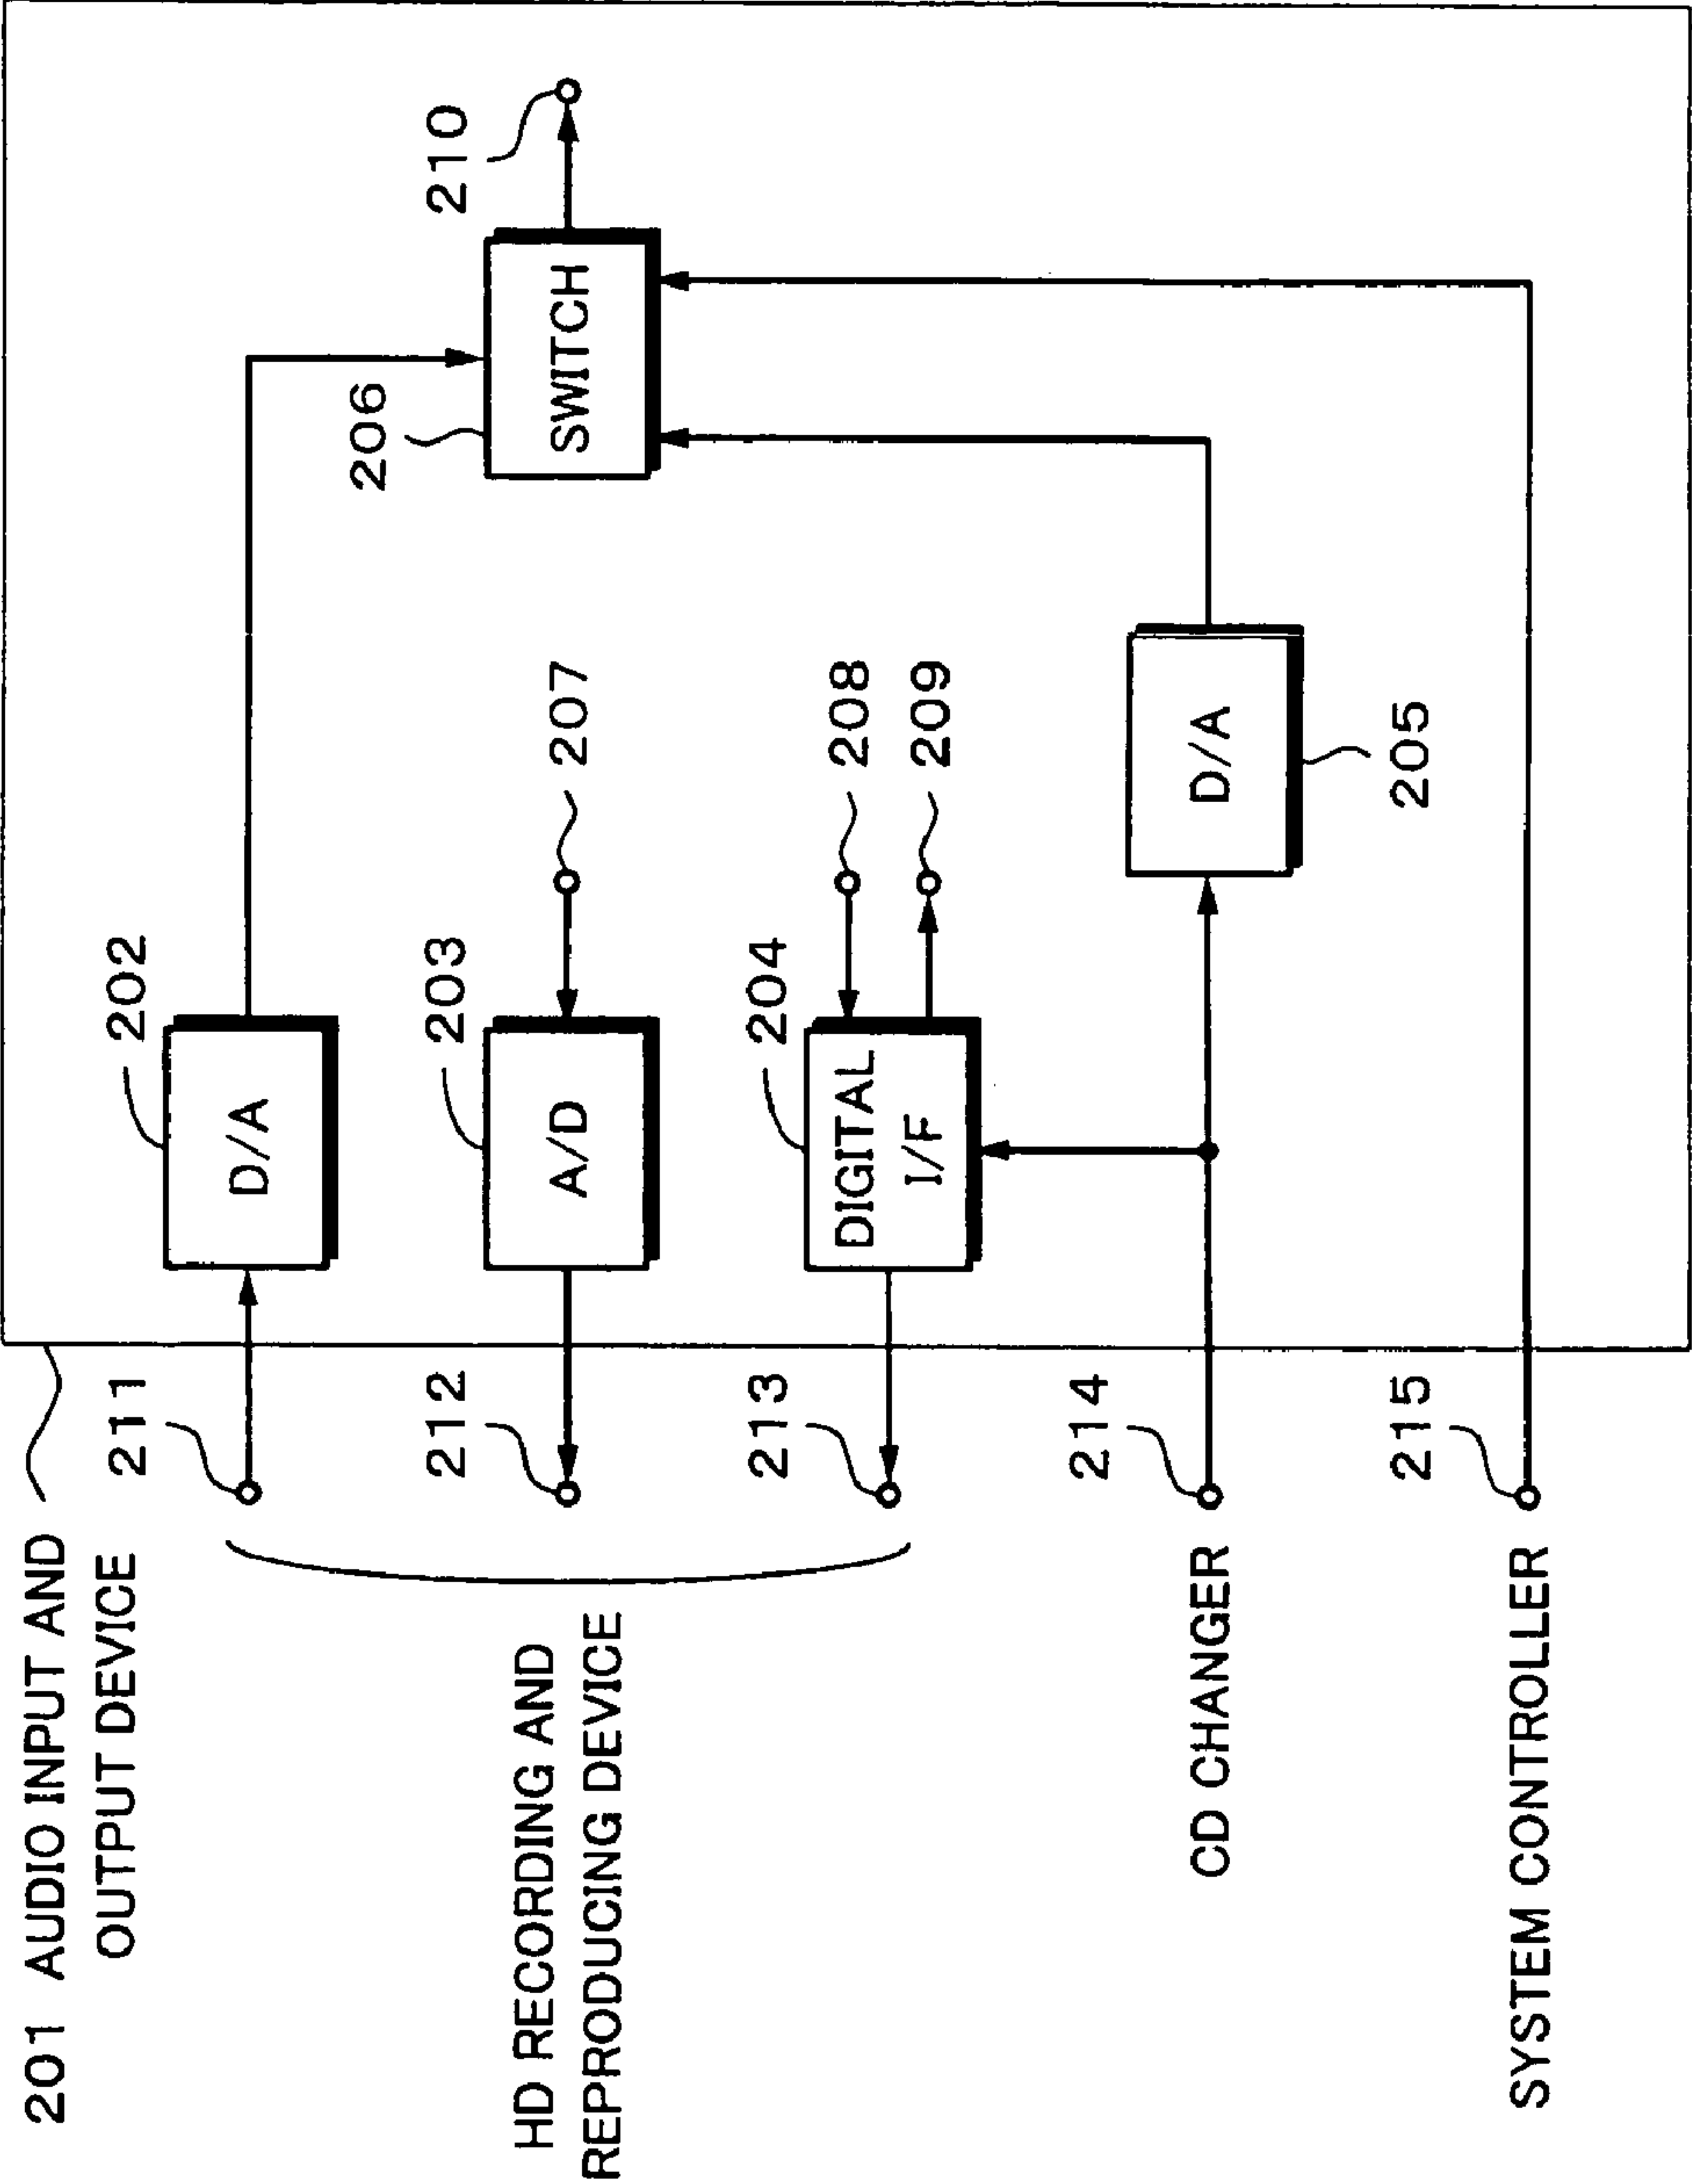 201 AUDIO INPUT AND
OUTPUT DEVICE
211
202
D/A
206
210
HD RECORDING AND
REPRODUCING DEVICE
212
203
A/D
207
SWITCH
213
204
DIGITAL
I/F
208
209
CD CHANGER
214
D/A
205
SYSTEM CONTROLLER
215